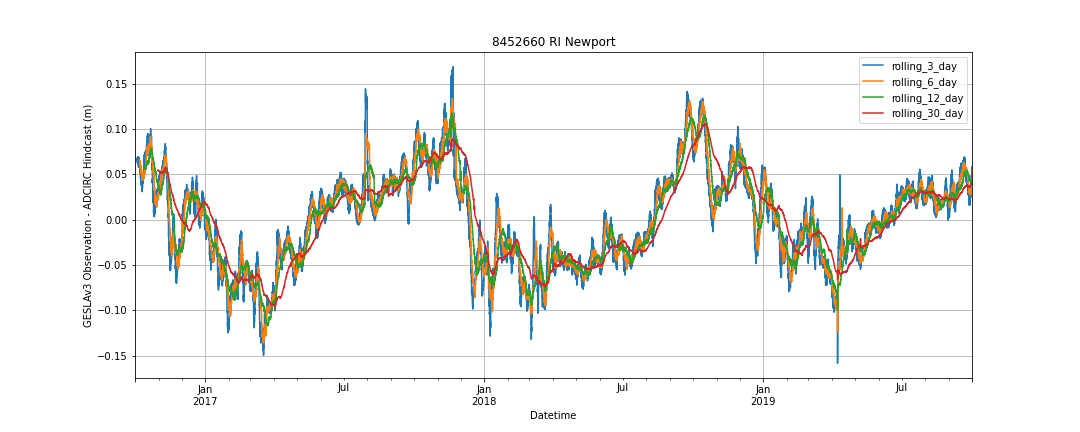 8452660 RI Newport
rolling_3_day
rolling_6_day
rolling_12_day
rolling_30_day
GESLAv3 Observation - ADCIRC Hindcast (m)
0.15
0.10
0.05
0.00
−0.05
−0.10
−0.15
Jan
2017
Jul
Jan
2018
Jul
Jan
2019
Jul
Datetime